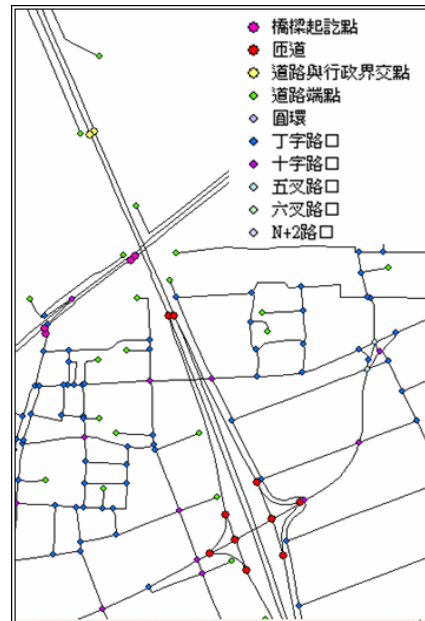 橋樑起訖點
匝道
道路與行政界交點
道路端點
圓環
丁字路口
十字路口
五叉路口
六叉路口
N+2路口